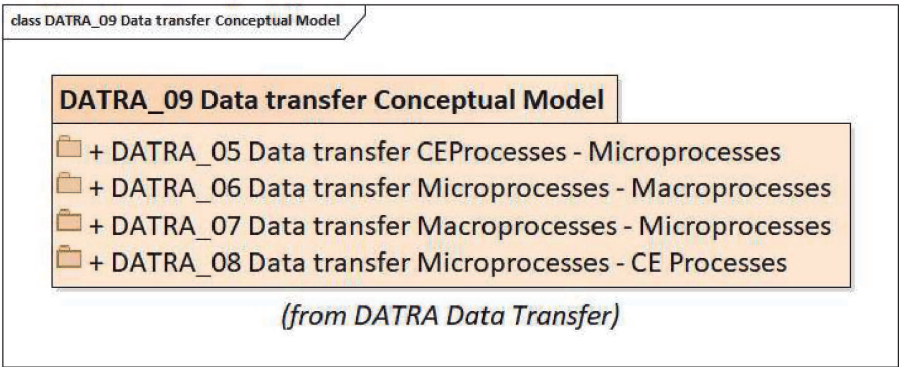 class DATRA_09 Data transfer Conceptual Model
DATRA_09 Data transfer Conceptual Model
+ DATRA_05 Data transfer CEProcesses - Microprocesses
+ DATRA_06 Data transfer Microprocesses - Macroprocesses
+ DATRA_07 Data transfer Macroprocesses - Microprocesses
+ DATRA_08 Data transfer Microprocesses - CE Processes
(from DATRA Data Transfer)